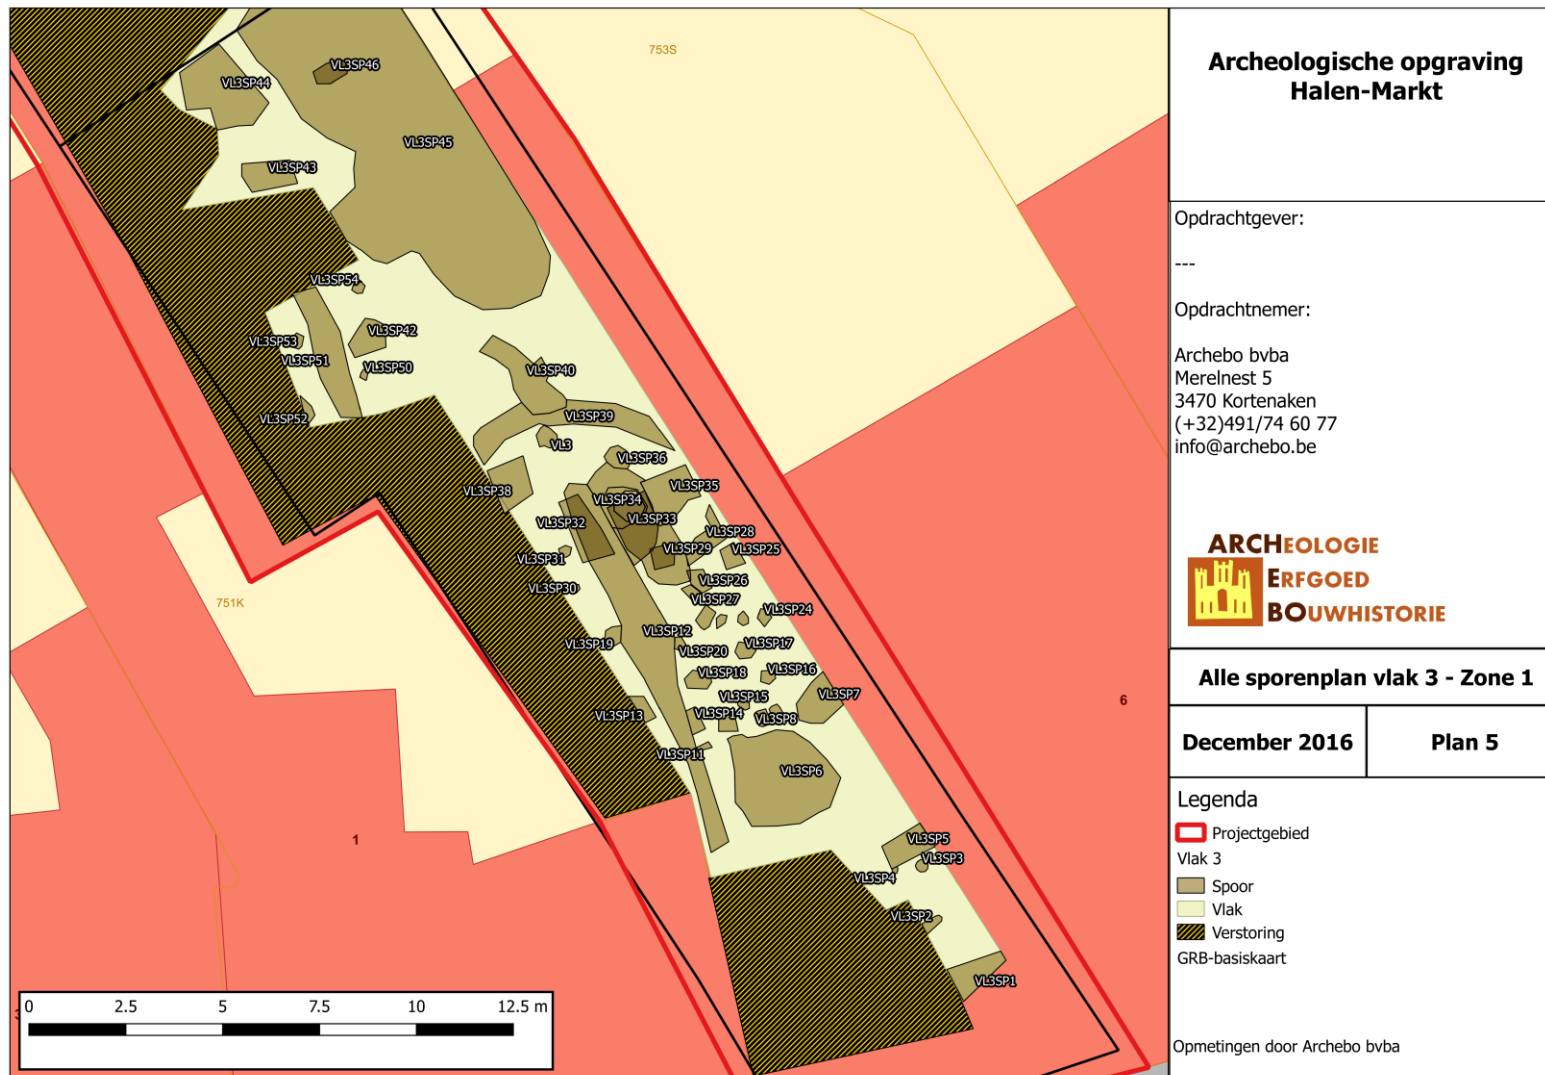 753S
VL3SP46
VL3SP44
VL3SP45
VL3SP43
VL3SP54
VL3SP42
VL3SP53
VL3SP51
VL3SP50
VL3SP40
VL3SP52
VL3SP39
VL3
VL3SP36
VL3SP38
VL3SP35
VL3SP34
VL3SP32
VL3SP33
VL3SP28
VL3SP29
VL3SP25
VL3SP31
VL3SP26
VL3SP30
VL3SP27
751K
VL3SP24
VL3SP12
VL3SP19
VL3SP17
VL3SP20
VL3SP18
VL3SP16
VL3SP15
VL3SP7
VL3SP13
VL3SP14
VL3SP8
VL3SP11
VL3SP6
6
1
VL3SP5
VL3SP3
VL3SP4
VL3SP2
VL3SP1
0 2.5 5 7.5 10 12.5 m
Archeologische opgraving
Halen-Markt
Opdrachtgever:
---
Opdrachtnemer:
Archebo bvba
Merelnest 5
3470 Kortenaken
(+32)491/74 60 77
info@archebo.be
ARCHEOLOGIE
ERFGOED
BOUWHISTORIE
Alle sporenplan vlak 3 - Zone 1
December 2016
Plan 5
Legenda
Projectgebied
Vlak 3
Spoor
Vlak
Verstoring
GRB-basiskaart
Opmetingen door Archebo bvba